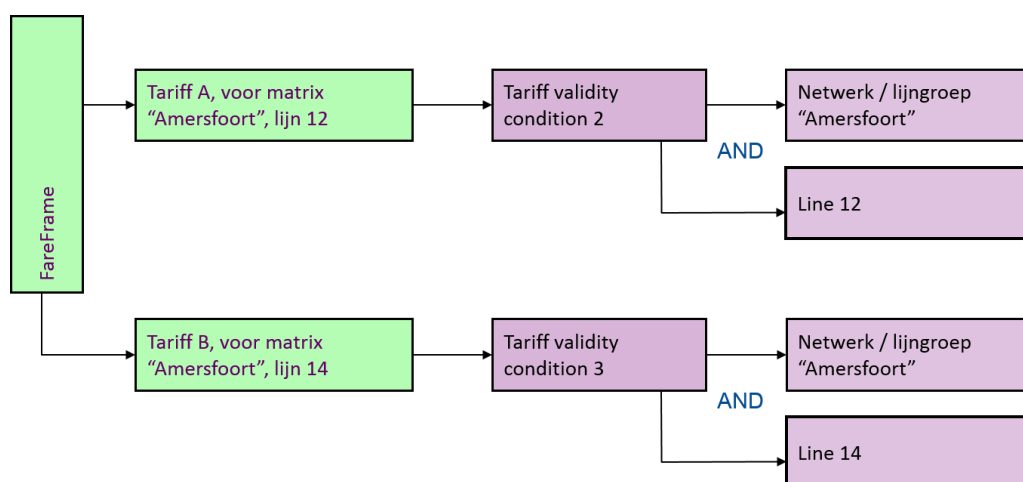 FareFrame
Tariff A, voor matrix
“Amersfoort”, lijn 12
Tariff validity
condition 2
AND
Netwerk / lijngroep
“Amersfoort”
Line 12
Tariff B, voor matrix
“Amersfoort”, lijn 14
Tariff validity
condition 3
AND
Netwerk / lijngroep
“Amersfoort”
Line 14